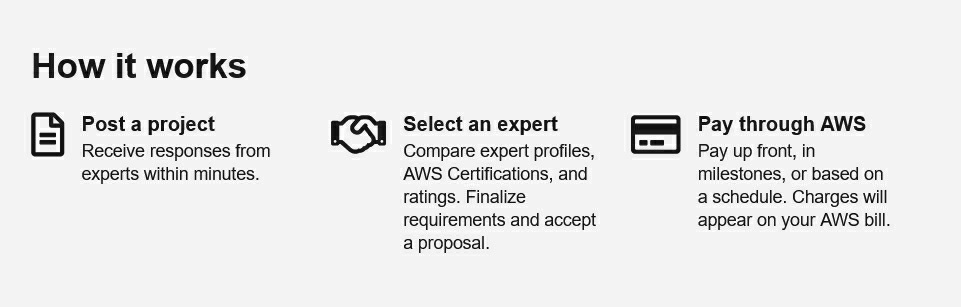 How it works
Post a project
Receive responses from
experts within minutes.
Select an expert
Compare expert profiles,
AWS Certifications, and
ratings. Finalize
requirements and accept
a proposal.
Pay through AWS
Pay up front, in
milestones, or based on
a schedule. Charges will
appear on your AWS bill.